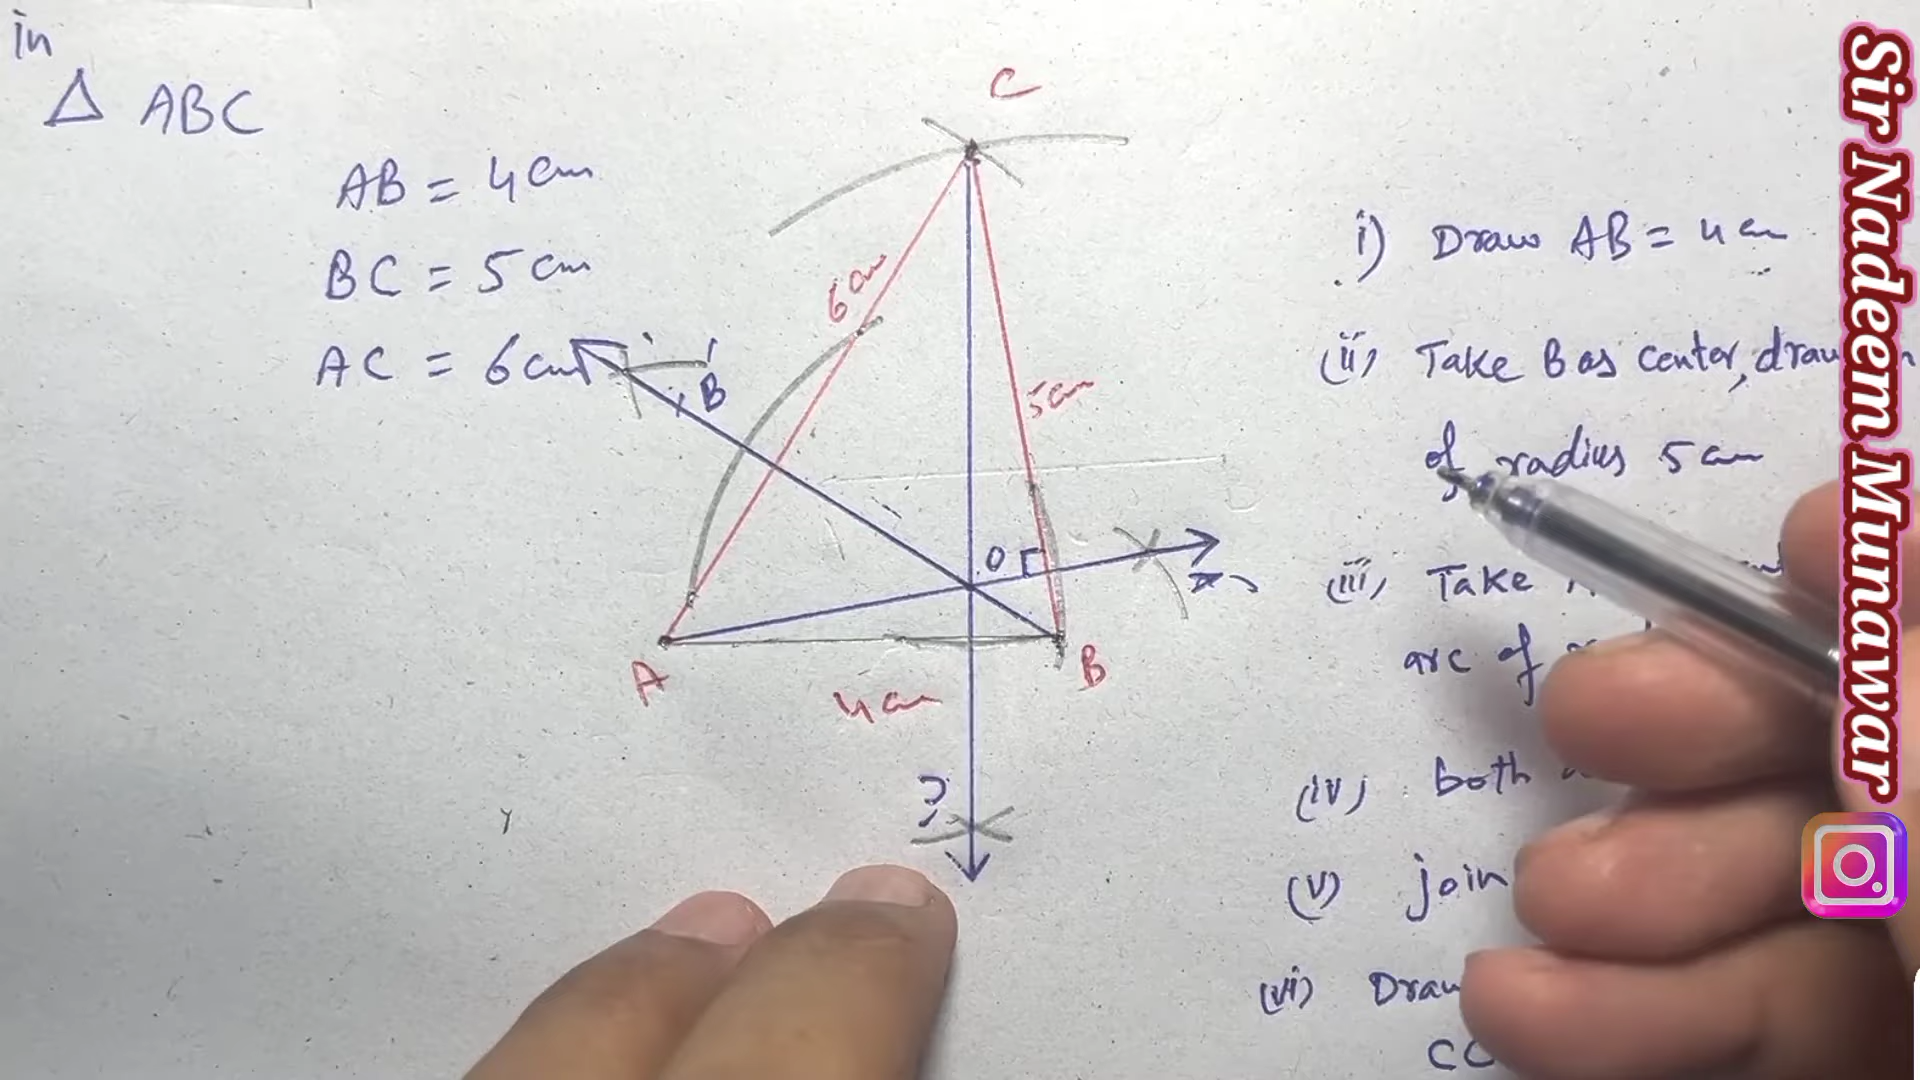 in
Δ ABC
AB = 4cm
BC = 5cm
AC = 6cm
C
6cm
5cm
B
O
A
B
4cm
i) Draw AB = 4cm
(ii) Take B as center, draw
of radius 5cm
(iii) Take
arc of
(iv) both
(v) join
(vi) Draw
Sir Nadeem Munawar